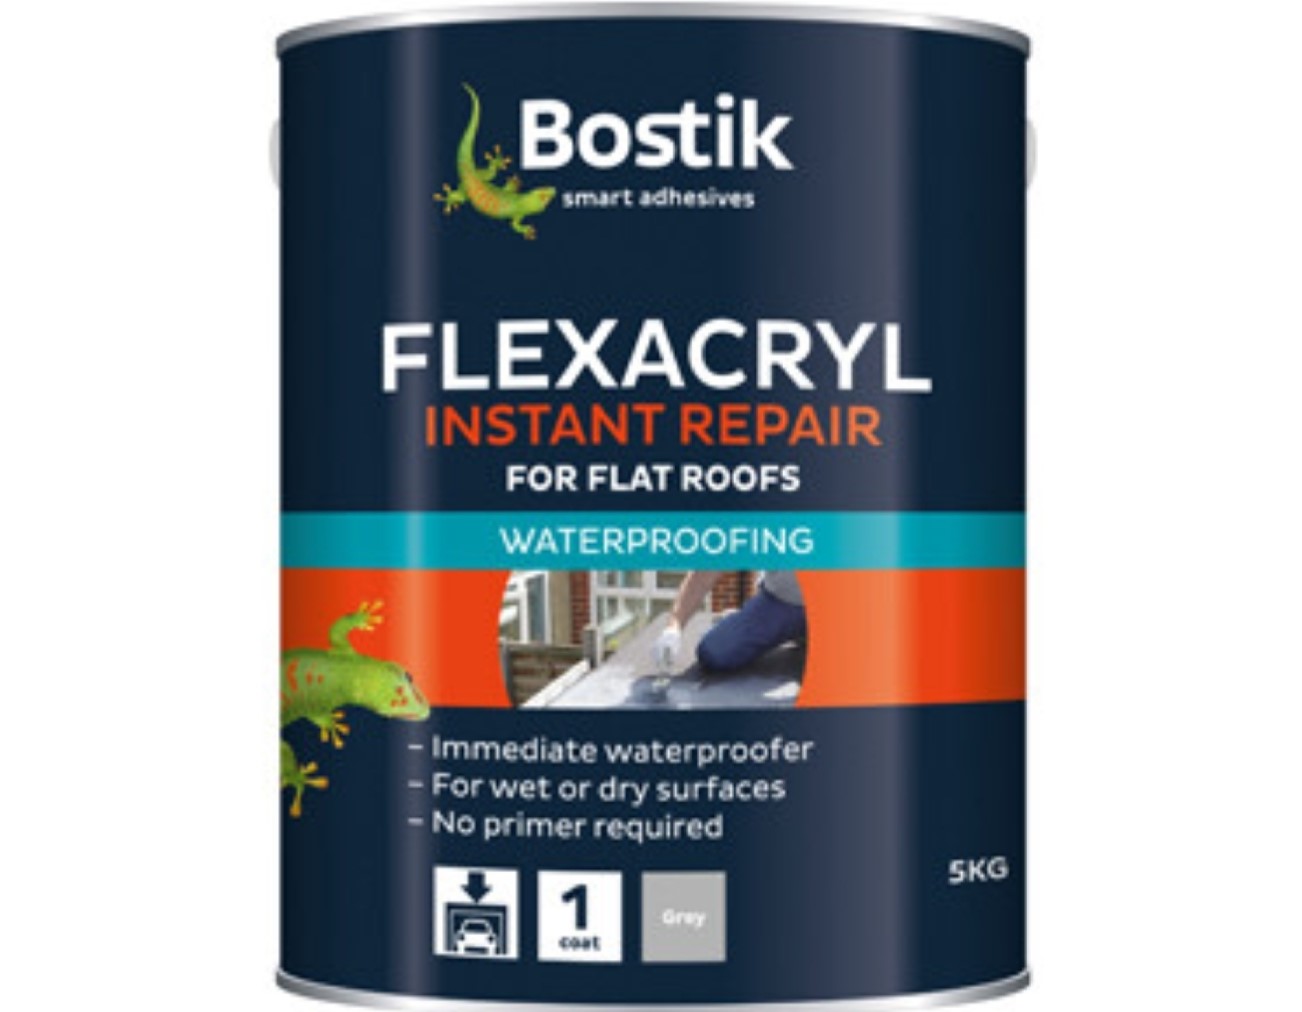 Bostik
smart adhesives
FLEXACRYL
INSTANT REPAIR
FOR FLAT ROOFS
WATERPROOFING
– Immediate waterproofer
– For wet or dry surfaces
– No primer required
5KG
1
coat
Grey